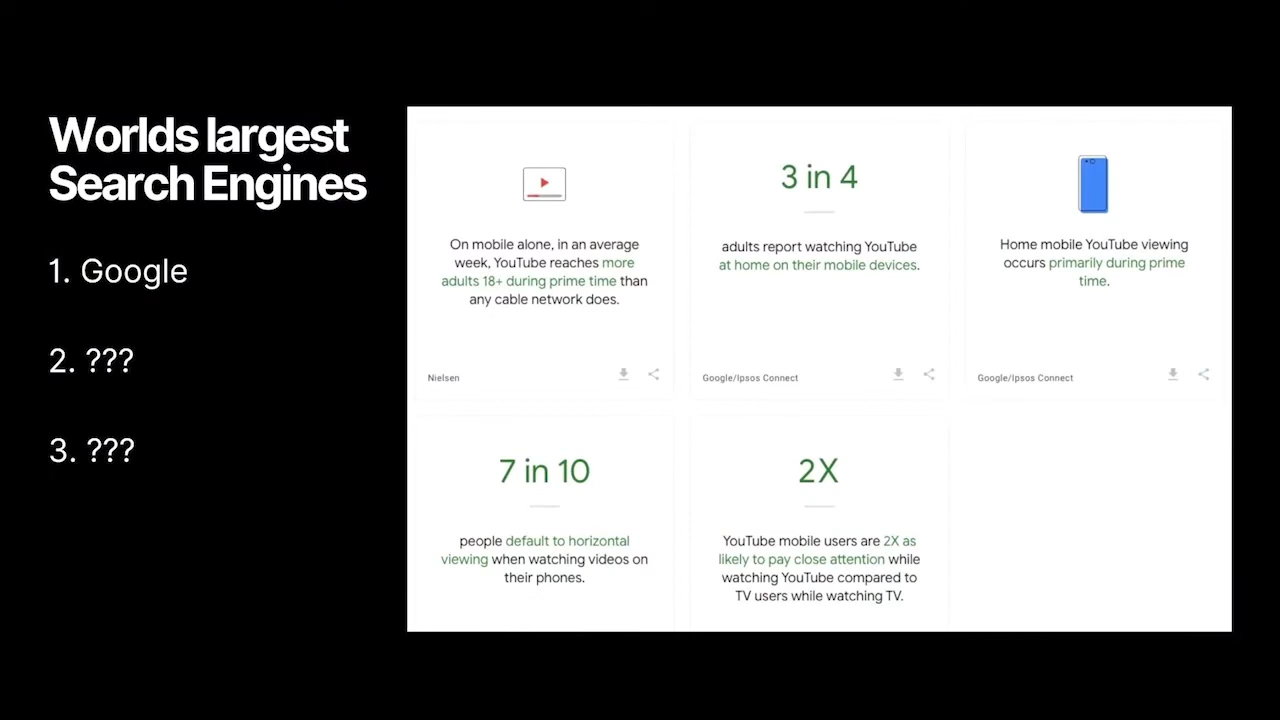 Worlds largest
Search Engines
1. Google
2. ???
3. ???
On mobile alone, in an average
week, YouTube reaches more
adults 18+ during prime time than
any cable network does.
Nielsen
3 in 4
adults report watching YouTube
at home on their mobile devices.
Google/Ipsos Connect
Home mobile YouTube viewing
occurs primarily during prime
time.
Google/Ipsos Connect
7 in 10
people default to horizontal
viewing when watching videos on
their phones.
2X
YouTube mobile users are 2X as
likely to pay close attention while
watching YouTube compared to
TV users while watching TV.